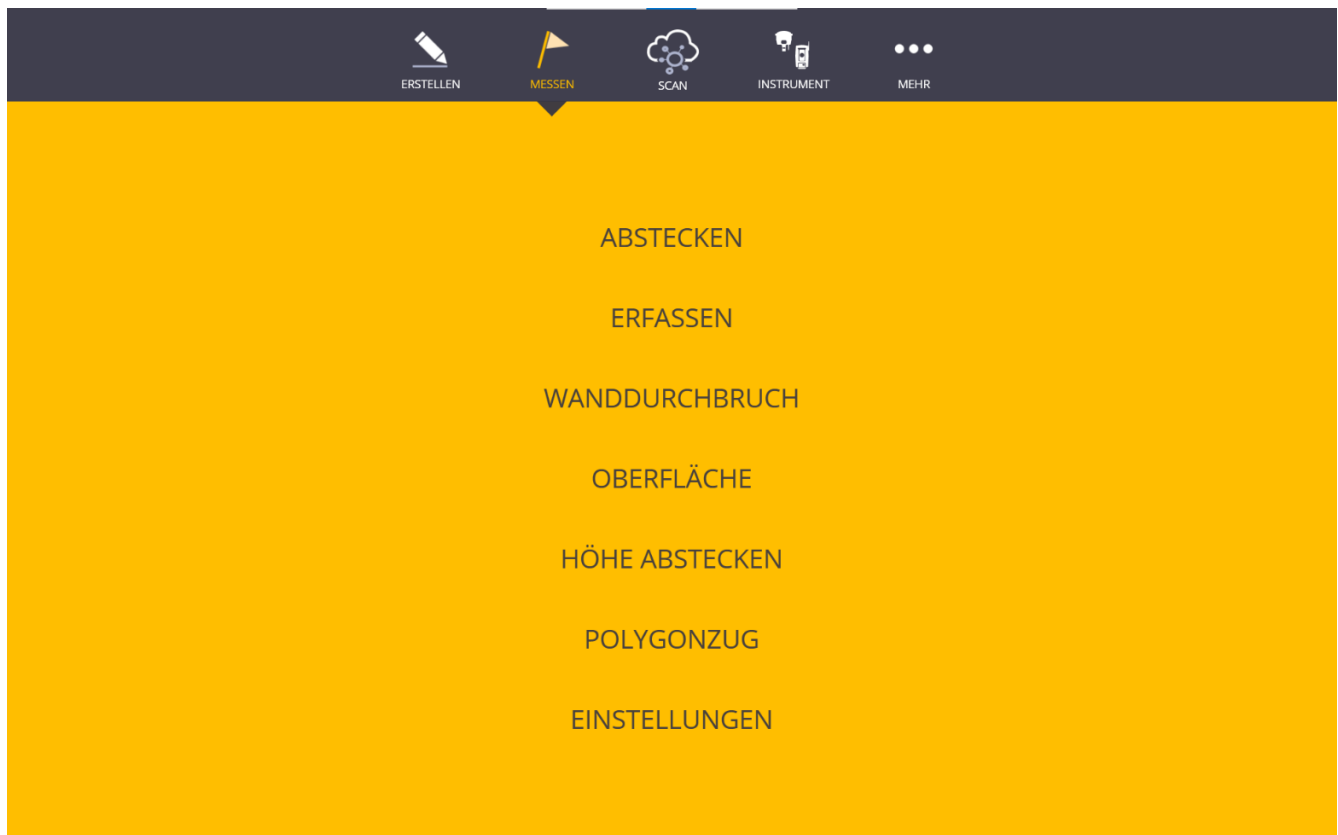 ERSTELLEN
MESSEN
SCAN
INSTRUMENT
MEHR
ABSTECKEN
ERFASSEN
WANDDURCHBRUCH
OBERFLÄCHE
HÖHE ABSTECKEN
POLYGONZUG
EINSTELLUNGEN